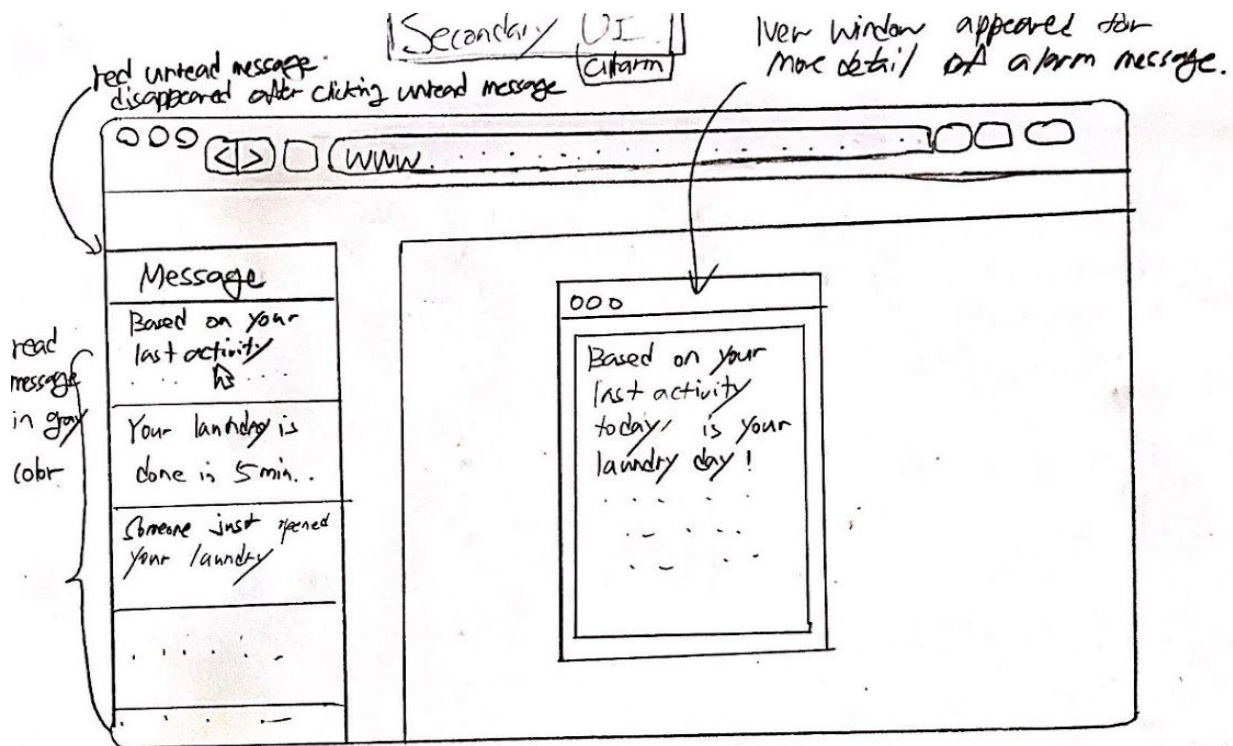 Secondary UI
alarm
red unread message.
disappeared after clicking unread message
New window appeared for
more detail of alarm message.
< >
www. . . . . . . . . . . . . . .
Message
Based on your
last activity
. . . . . .
Your laundry is
done in 5 min..
Someone just opened
your laundry
. . . . . -
. . . . . -
read
message
in gray
color
Based on your
last activity
today, is your
laundry day !
. . . . .
. - . . .
. . - . . -